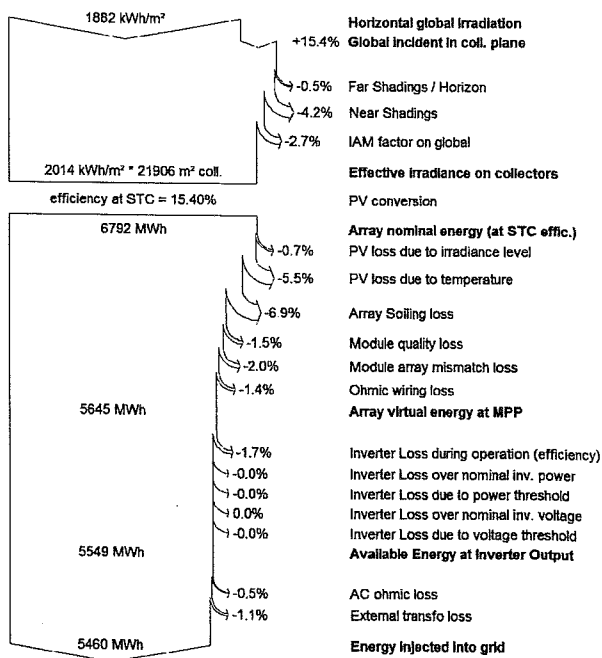 1882 kWh/m²
Horizontal global irradiation
+15.4% Global incident in coll. plane
-0.5% Far Shadings / Horizon
-4.2% Near Shadings
-2.7% IAM factor on global
2014 kWh/m² * 21906 m² coll. Effective irradiance on collectors
efficiency at STC = 15.40% PV conversion
6792 MWh Array nominal energy (at STC effic.)
-0.7% PV loss due to irradiance level
-5.5% PV loss due to temperature
-6.9% Array Soiling loss
-1.5% Module quality loss
-2.0% Module array mismatch loss
-1.4% Ohmic wiring loss
5645 MWh Array virtual energy at MPP
-1.7% Inverter Loss during operation (efficiency)
-0.0% Inverter Loss over nominal inv. power
-0.0% Inverter Loss due to power threshold
0.0% Inverter Loss over nominal inv. voltage
-0.0% Inverter Loss due to voltage threshold
5549 MWh Available Energy at Inverter Output
-0.5% AC ohmic loss
-1.1% External transfo loss
5460 MWh Energy injected into grid